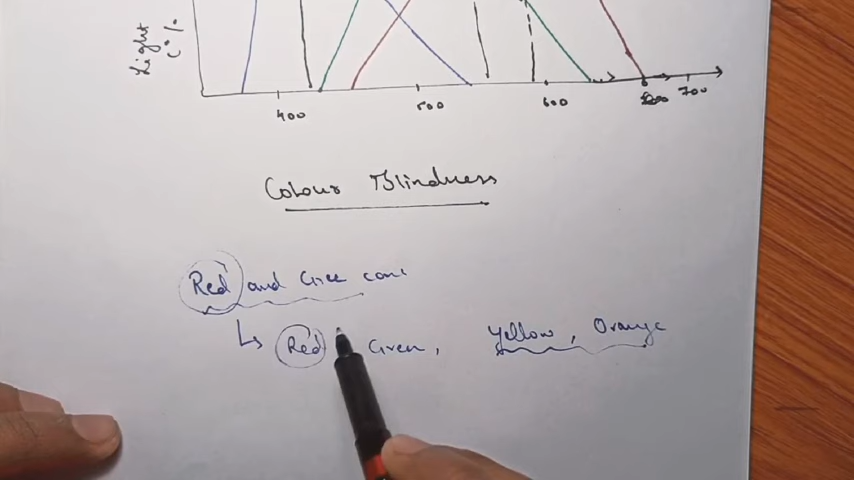 Light
(%)
400 500 600 700
Colour Blindness
Red and Gree cone
Red Green, Yellow, Orange